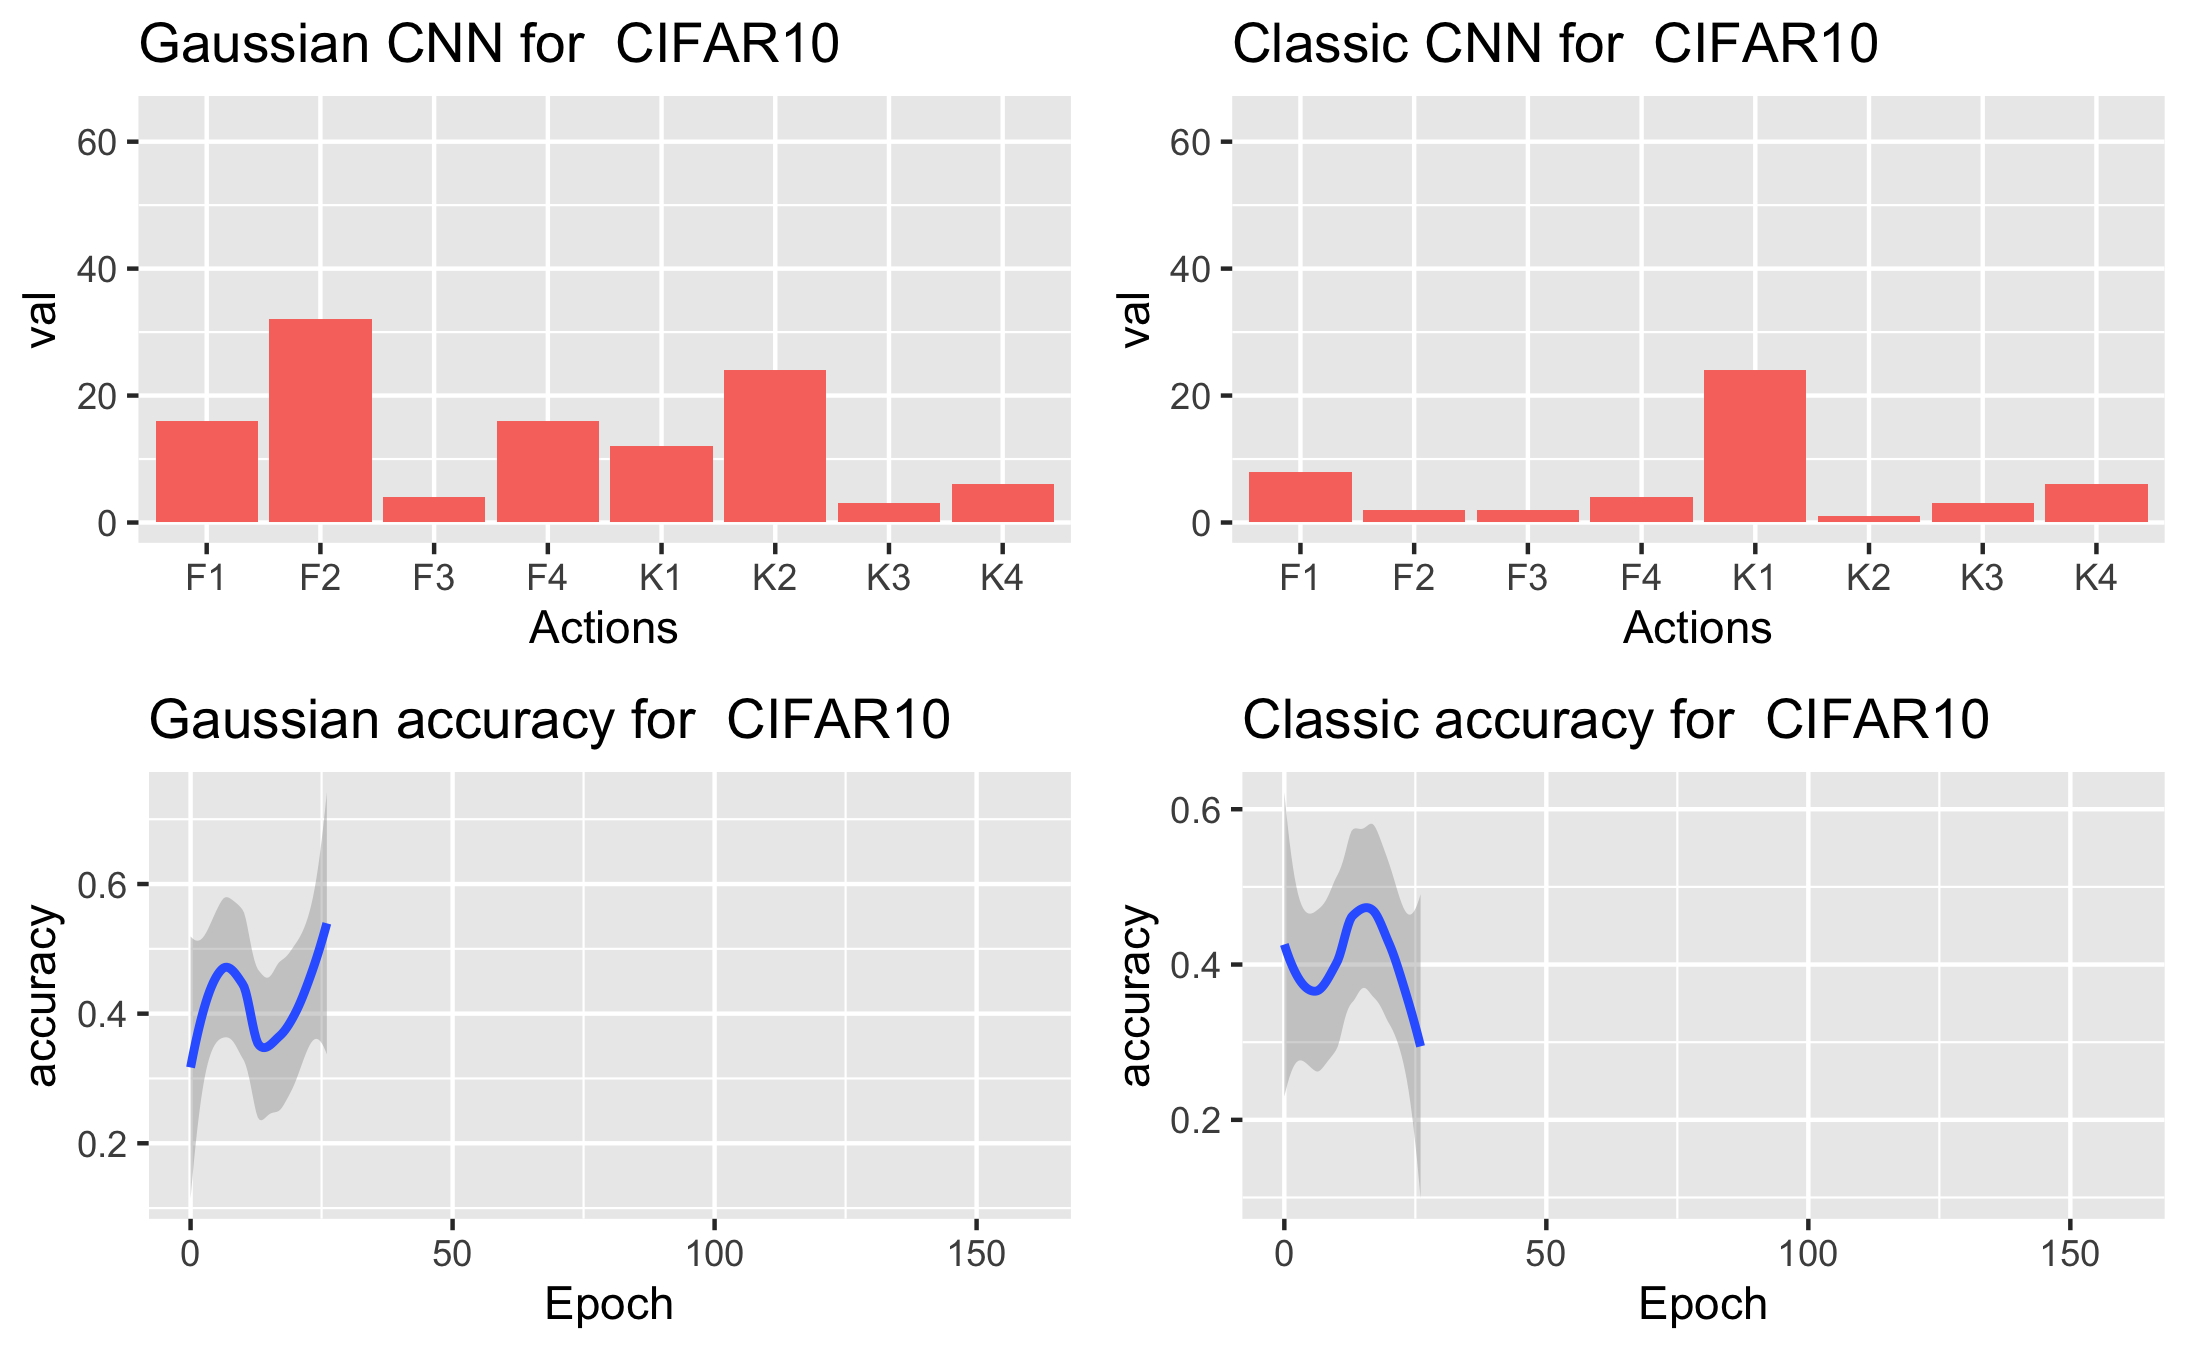 Gaussian CNN for  CIFAR10
60
40
20
0
val
F1 F2 F3 F4 K1 K2 K3 K4
Actions
Classic CNN for  CIFAR10
60
40
20
0
val
F1 F2 F3 F4 K1 K2 K3 K4
Actions
Gaussian accuracy for  CIFAR10
0.6
0.4
0.2
accuracy
0 50 100 150
Epoch
Classic accuracy for  CIFAR10
0.6
0.4
0.2
accuracy
0 50 100 150
Epoch